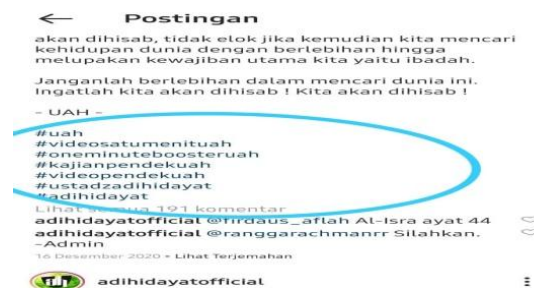 ← Postingan
akan dihisab, tidak elok jika kemudian kita mencari
kehidupan dunia dengan berlebihan hingga
melupakan kewajiban utama kita yaitu ibadah.
Janganlah berlebihan dalam mencari dunia ini.
Ingatlah kita akan dihisab ! Kita akan dihisab !
- UAH -
#uah
#videosatumenituah
#oneminuteboosteruah
#kajianpendekuah
#videopendekuah
#ustadzadihidayat
#adihidayat
Lihat semua 191 komentar
adihidayatofficial @firdaus_aflah Al-Isra ayat 44
adihidayatofficial @ranggarachmanrr Silahkan.
~Admin
16 Desember 2020 • Lihat Terjemahan
adihidayatofficial